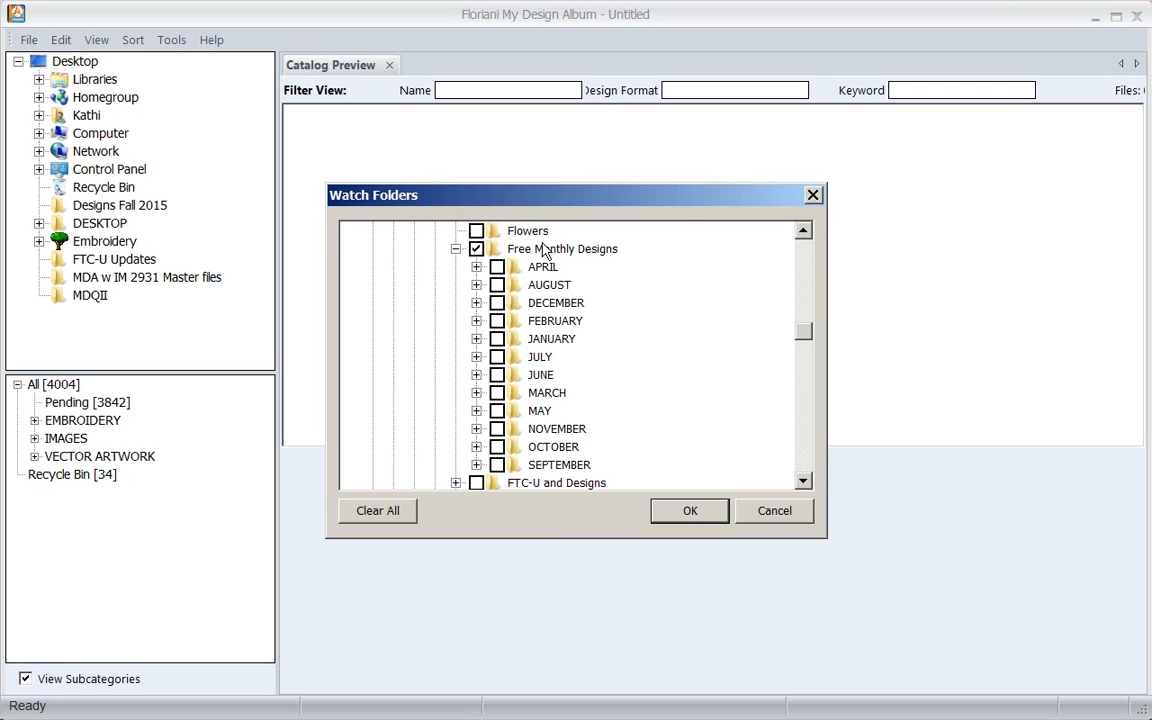 Floriani My Design Album - Untitled
File Edit View Sort Tools Help
Desktop
Libraries
Homegroup
Kathi
Computer
Network
Control Panel
Recycle Bin
Designs Fall 2015
DESKTOP
Embroidery
FTC-U Updates
MDA w IM 2931 Master files
MDQII
All [4004]
Pending [3842]
EMBROIDERY
IMAGES
VECTOR ARTWORK
Recycle Bin [34]
View Subcategories
Catalog Preview
Filter View: Name Design Format Keyword Files:
Watch Folders
Flowers
Free Monthly Designs
APRIL
AUGUST
DECEMBER
FEBRUARY
JANUARY
JULY
JUNE
MARCH
MAY
NOVEMBER
OCTOBER
SEPTEMBER
FTC-U and Designs
Clear All OK Cancel
Ready